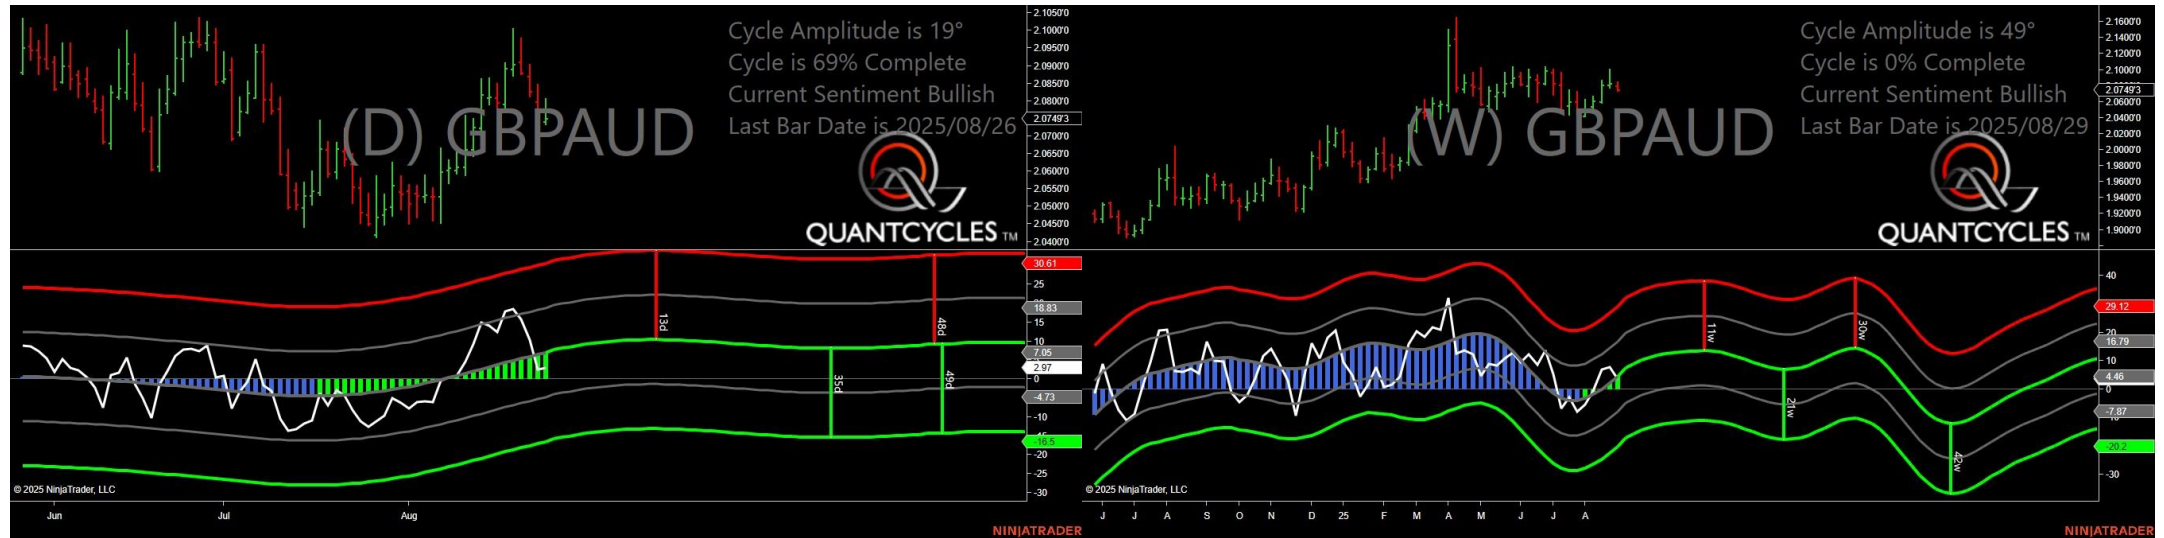 2.1050'0
2.1000'0
2.0950'0
2.0900'0
2.0850'0
2.0800'0
2.0749'3
2.0700'0
2.0650'0
2.0600'0
2.0550'0
2.0500'0
2.0450'0
2.0400'0
Cycle Amplitude is 19°
Cycle is 69% Complete
Current Sentiment Bullish
Last Bar Date is 2025/08/26
(D) GBPAUD
QUANTCYCLES TM
30.61
25
18.83
15
10
7.05
2.97
0
-4.73
-10
-16.5
-20
-25
-30
13d
48d
35d
49d
© 2025 NinjaTrader, LLC
Jun Jul Aug
NINJATRADER
2.1600'0
2.1400'0
2.1200'0
2.1000'0
2.0749'3
2.0600'0
2.0400'0
2.0200'0
2.0000'0
1.9800'0
1.9600'0
1.9400'0
1.9200'0
1.9000'0
Cycle Amplitude is 49°
Cycle is 0% Complete
Current Sentiment Bullish
Last Bar Date is 2025/08/29
(W) GBPAUD
QUANTCYCLES TM
40
29.12
20
16.79
10
4.46
0
-7.87
-20.2
-30
11w
30w
42w
© 2025 NinjaTrader, LLC
J J A S O N D 25 F M A M J J A
NINJATRADER